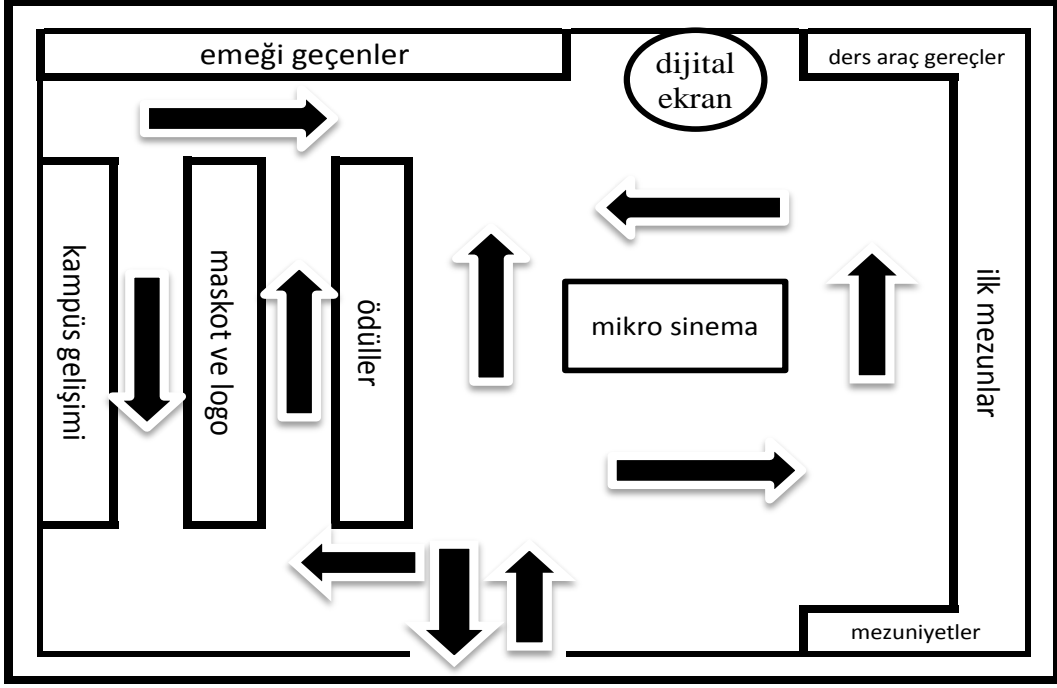 emeği geçenler
dijital
ekran
ders araç gereçler
kampüs gelişimi
maskot ve logo
ödüller
mikro sinema
ilk mezunlar
mezuniyetler